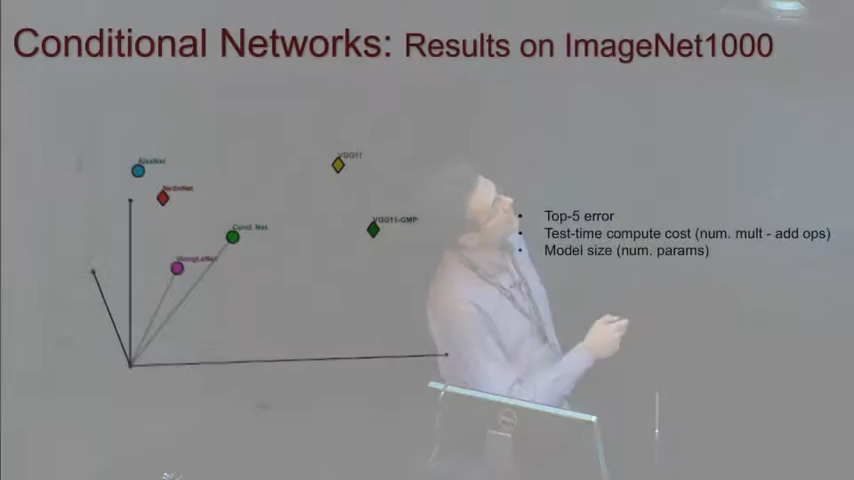 Conditional Networks: Results on ImageNet1000
AlexNet
VGG11
NetInNet
VGG11-GMP
Cond. Net.
GoogLeNet
Top-5 error
Test-time compute cost (num. mult - add ops)
Model size (num. params)